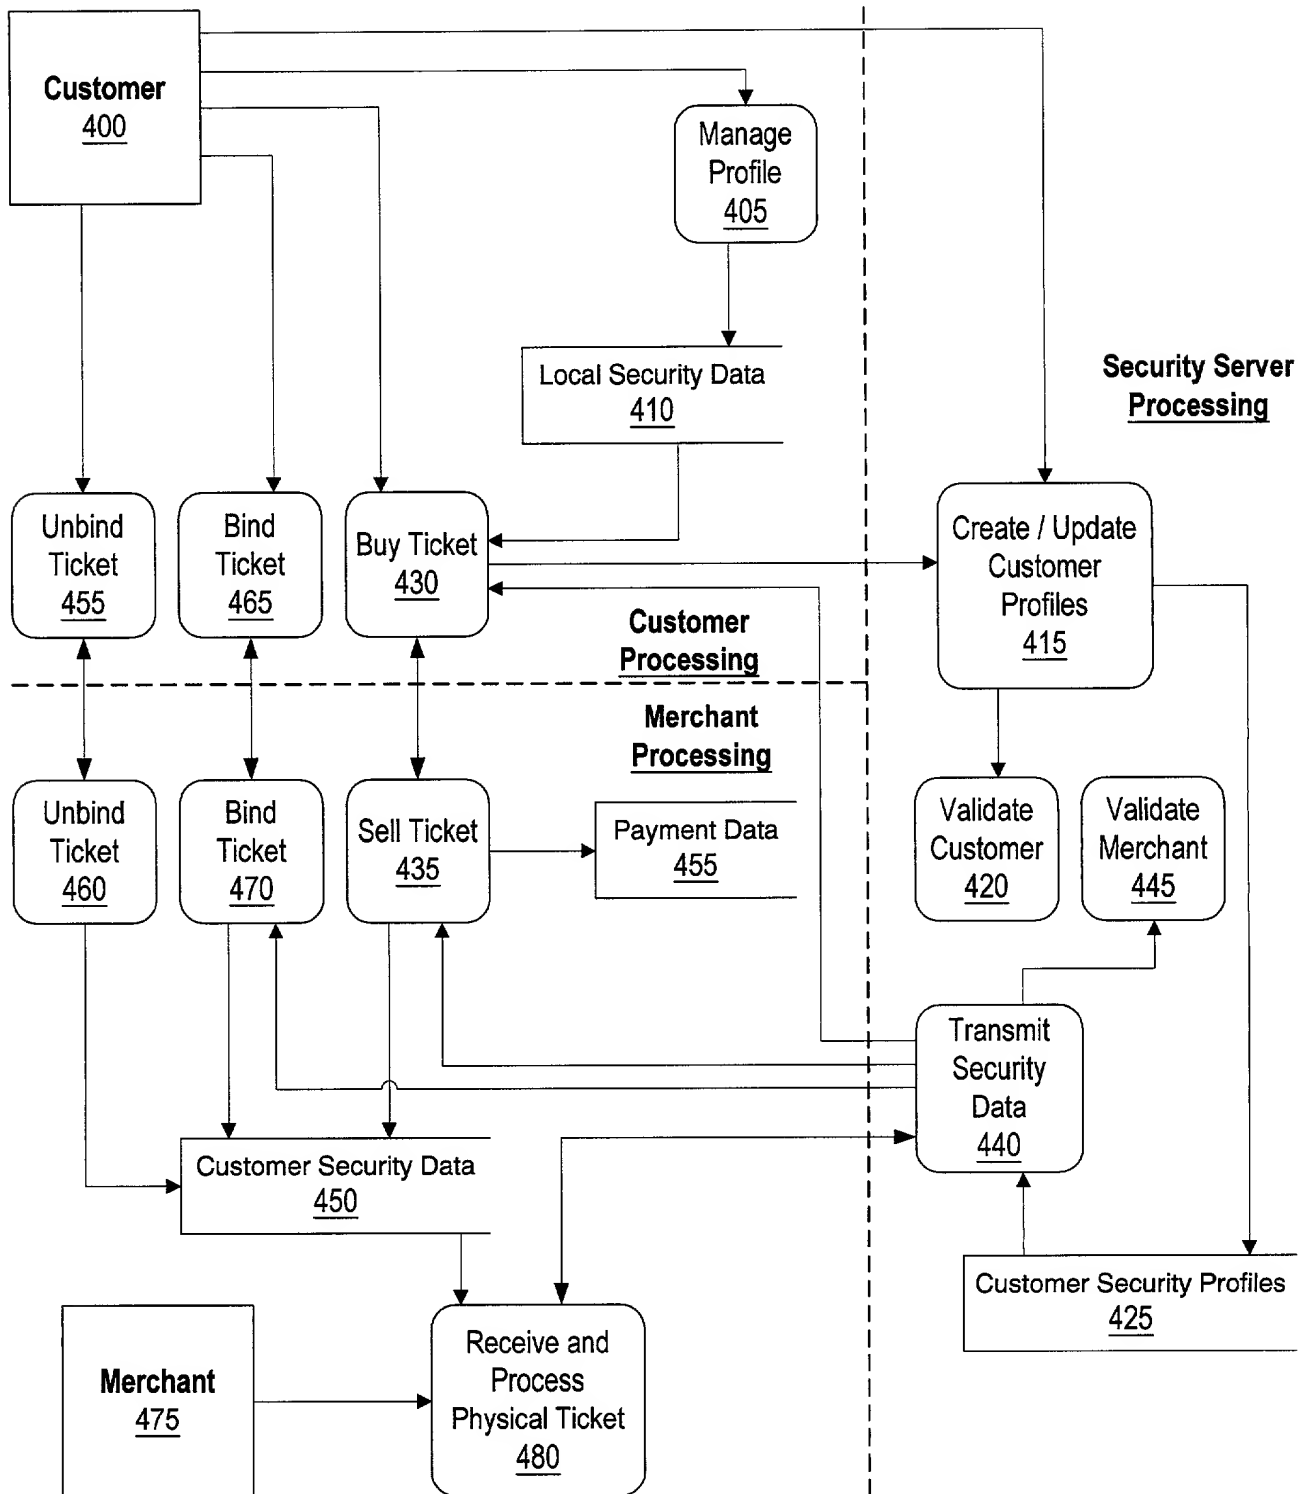 Customer
400
Manage
Profile
405
Local Security Data
410
Security Server
Processing
Unbind
Ticket
455
Bind
Ticket
465
Buy Ticket
430
Create / Update
Customer
Profiles
415
Customer
Processing
Merchant
Processing
Unbind
Ticket
460
Bind
Ticket
470
Sell Ticket
435
Payment Data
455
Validate
Customer
420
Validate
Merchant
445
Transmit
Security
Data
440
Customer Security Data
450
Customer Security Profiles
425
Merchant
475
Receive and
Process
Physical Ticket
480